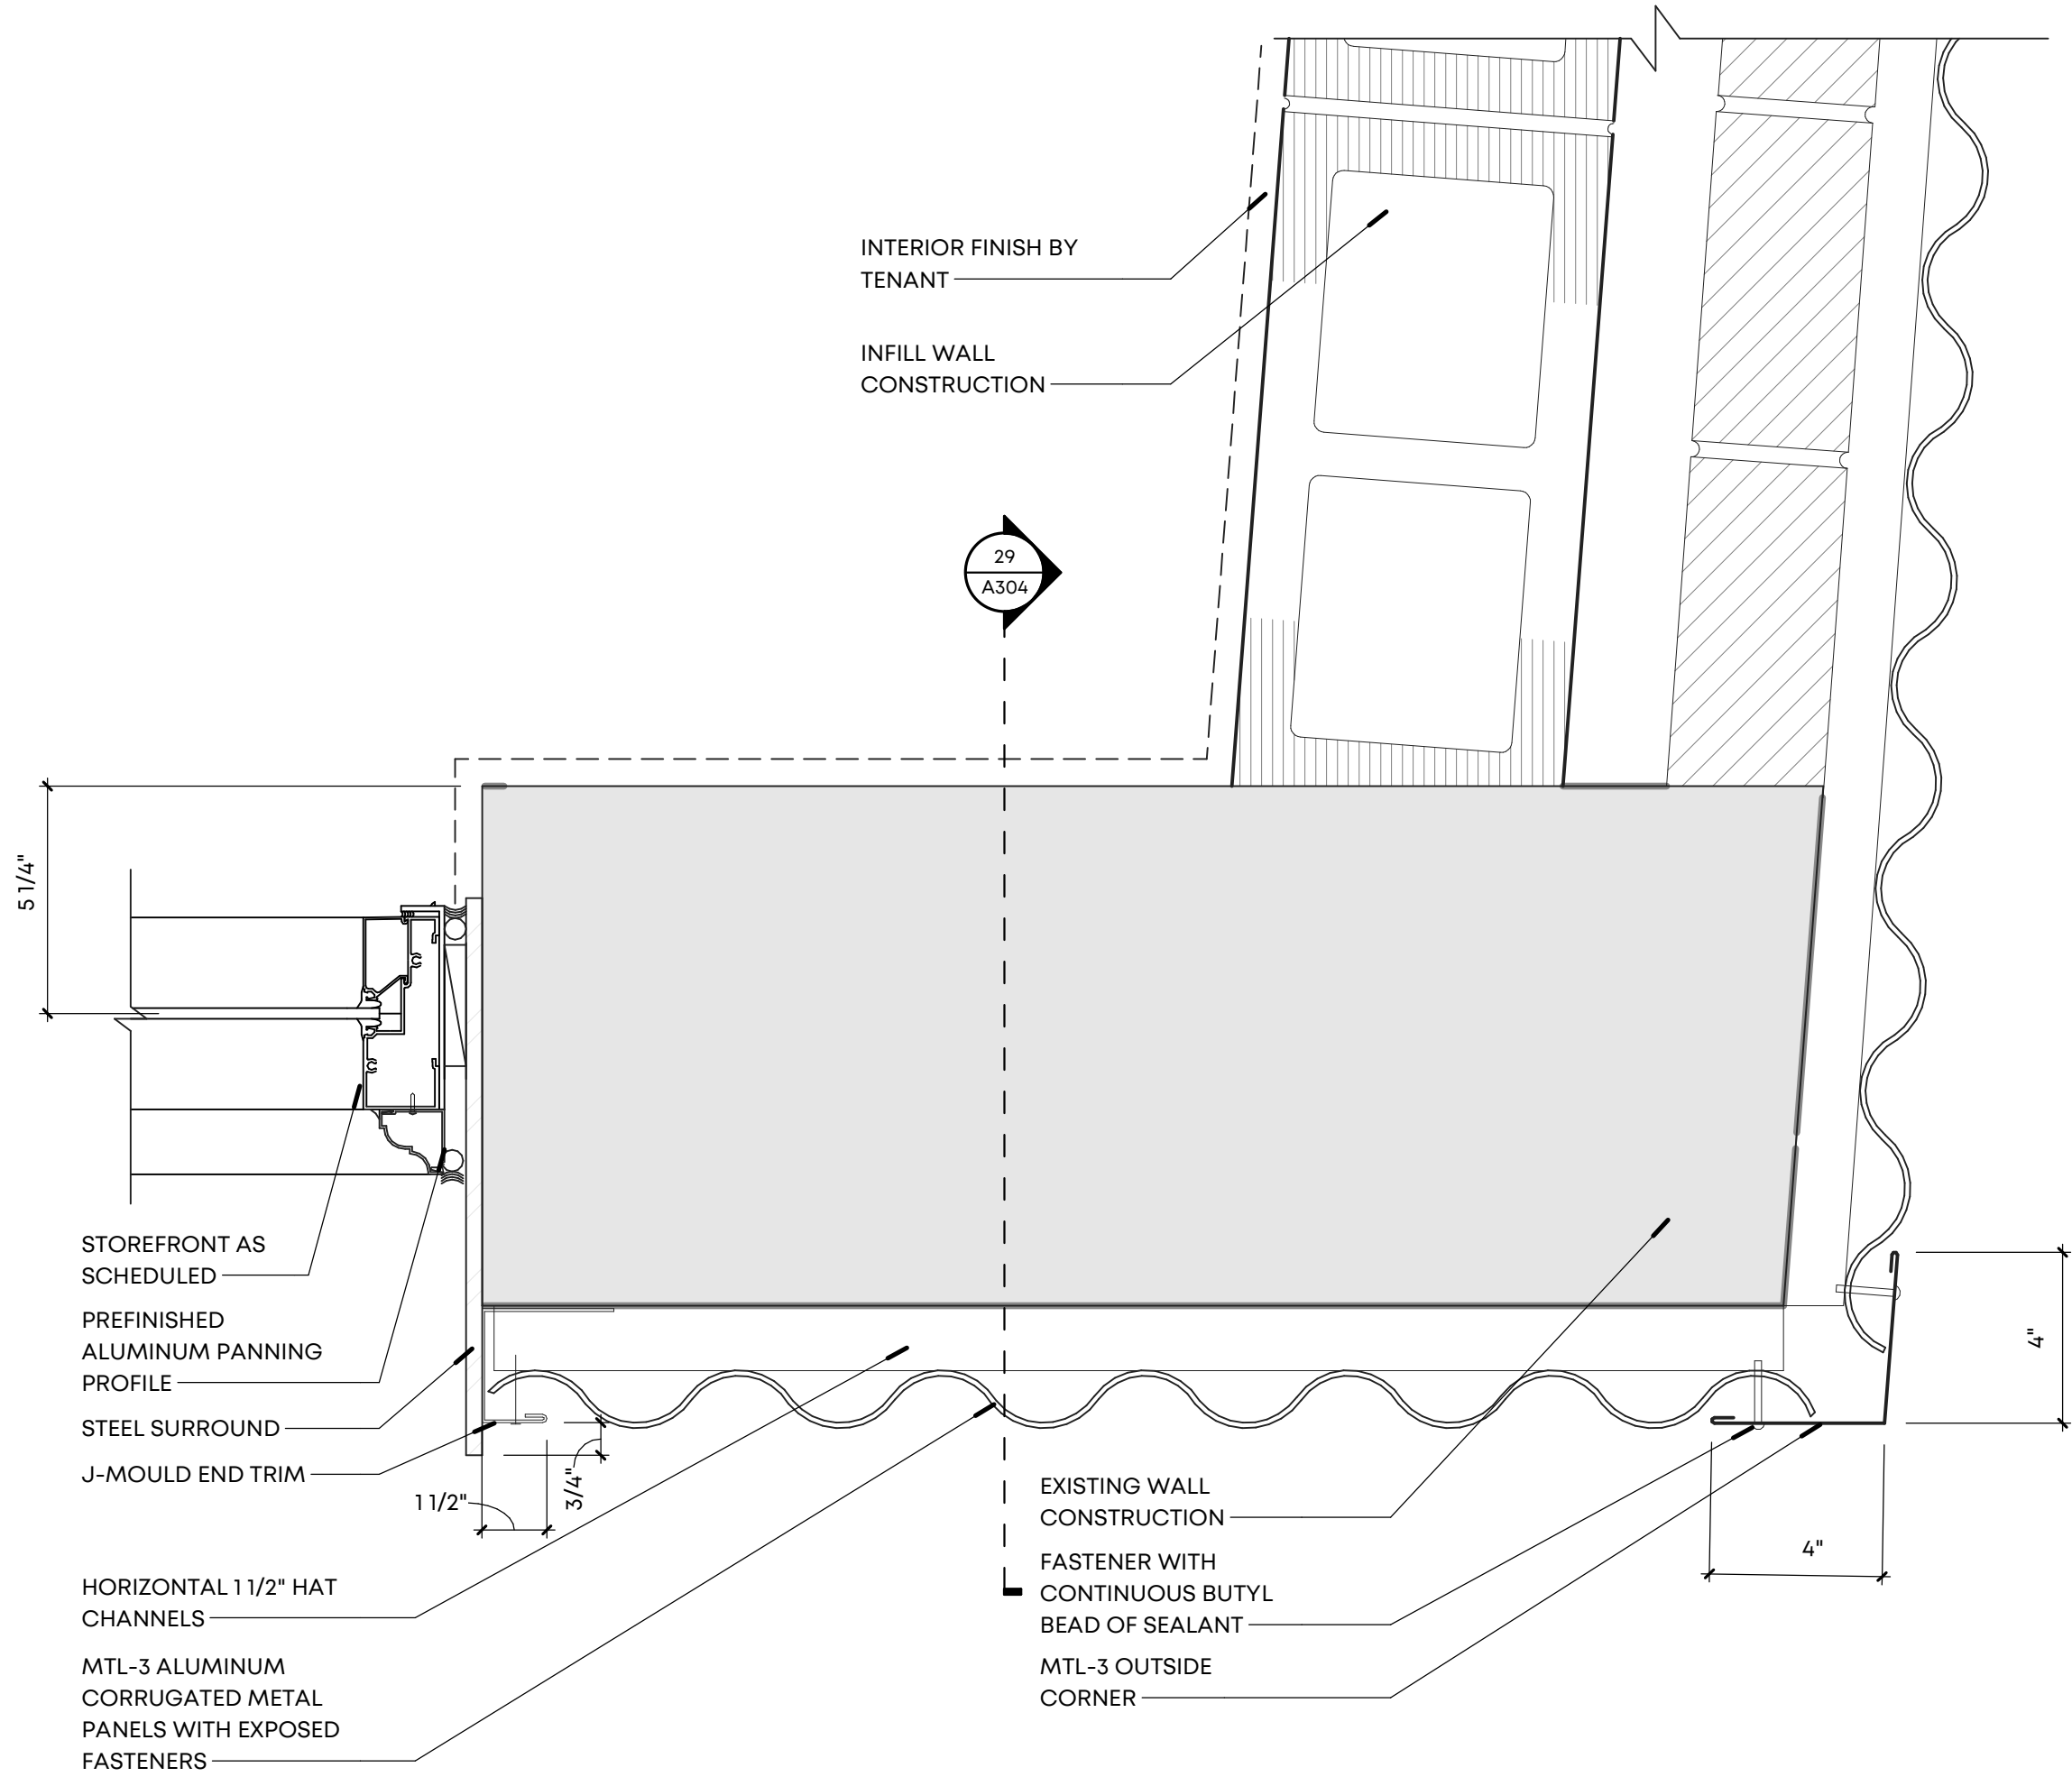 INTERIOR FINISH BY
TENANT
INFILL WALL
CONSTRUCTION
29
A304
5 1/4"
STOREFRONT AS
SCHEDULED
PREFINISHED
ALUMINUM PANNING
PROFILE
STEEL SURROUND
J-MOULD END TRIM
1 1/2"
3/4"
HORIZONTAL 1 1/2" HAT
CHANNELS
MTL-3 ALUMINUM
CORRUGATED METAL
PANELS WITH EXPOSED
FASTENERS
EXISTING WALL
CONSTRUCTION
FASTENER WITH
CONTINUOUS BUTYL
BEAD OF SEALANT
MTL-3 OUTSIDE
CORNER
4"
4"